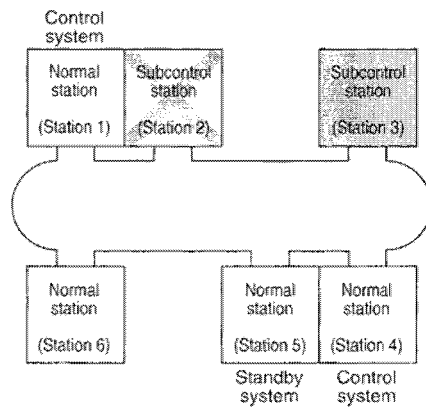 Control
system
Normal
station
(Station 1)
Subcontrol
station
(Station 2)
Subcontrol
station
(Station 3)
Normal
station
(Station 6)
Normal
station
(Station 5)
Normal
station
(Station 4)
Standby
system
Control
system